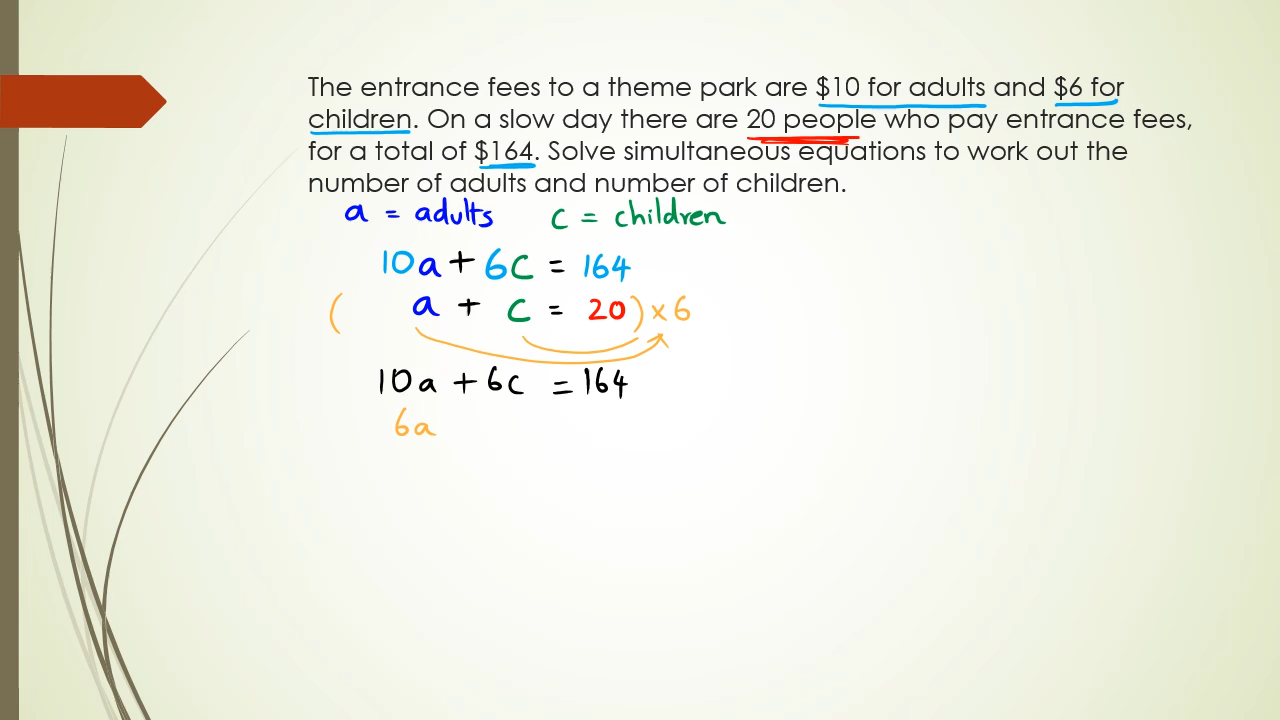 The entrance fees to a theme park are $10 for adults and $6 for
children. On a slow day there are 20 people who pay entrance fees,
for a total of $164. Solve simultaneous equations to work out the
number of adults and number of children.
a = adults c = children
10a + 6c = 164
( a + c = 20 ) × 6
10a + 6c = 164
6a